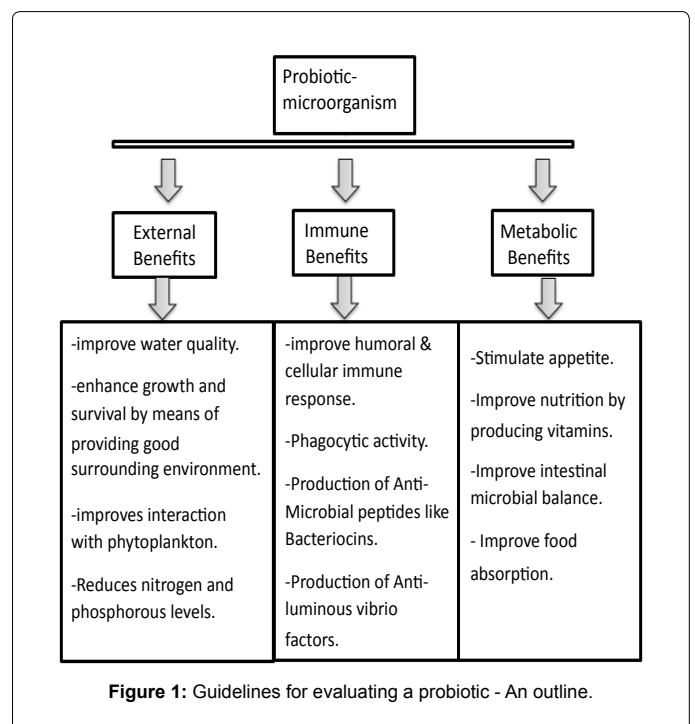 Probiotic-
microorganism
External
Benefits
Immune
Benefits
Metabolic
Benefits
-improve water quality.
-enhance growth and
survival by means of
providing good
surrounding environment.
-improves interaction
with phytoplankton.
-Reduces nitrogen and
phosphorous levels.
-improve humoral &
cellular immune
response.
-Phagocytic activity.
-Production of Anti-
Microbial peptides like
Bacteriocins.
-Production of Anti-
luminous vibrio
factors.
-Stimulate appetite.
-Improve nutrition by
producing vitamins.
-Improve intestinal
microbial balance.
- Improve food
absorption.
Figure 1: Guidelines for evaluating a probiotic - An outline.